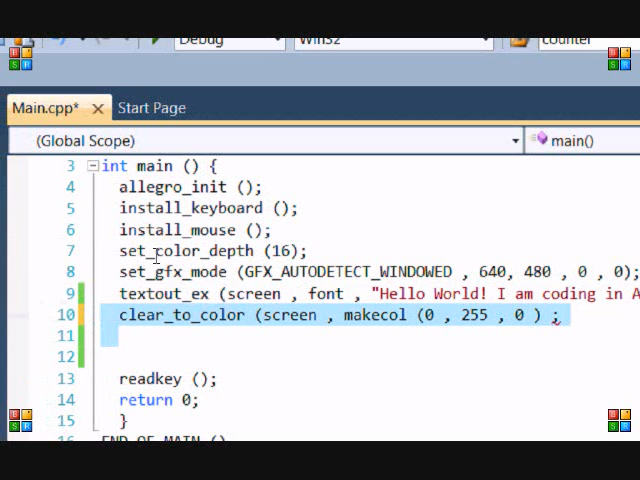 Debug Win32 counter
Main.cpp* Start Page
(Global Scope) main()
3 int main () {
4 allegro_init ();
5 install_keyboard ();
6 install_mouse ();
7 set_color_depth (16);
8 set_gfx_mode (GFX_AUTODETECT_WINDOWED , 640, 480 , 0 , 0);
9 textout_ex (screen , font , "Hello World! I am coding in A
10 clear_to_color (screen , makecol (0 , 255 , 0 ) ;
11
12
13 readkey ();
14 return 0;
15 }
16 END_OF_MAIN ()